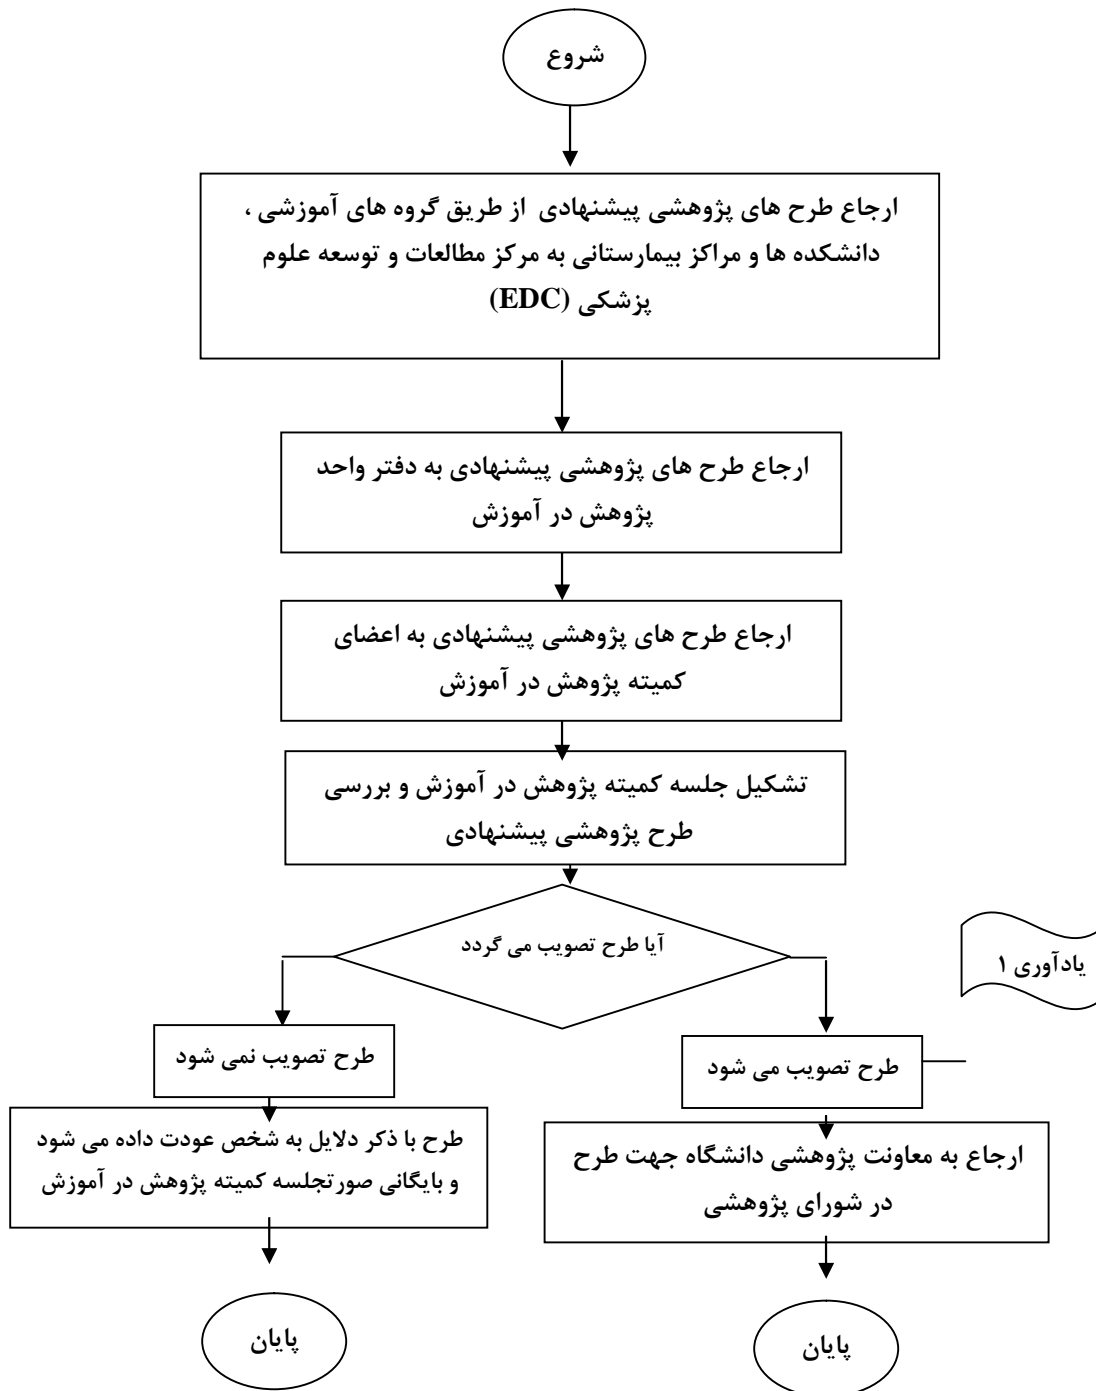 شروع
ارجاع طرح های پژوهشی پیشنهادی از طریق گروه های آموزشی ،
دانشکده ها و مراکز بیمارستانی به مرکز مطالعات و توسعه علوم
پزشکی (EDC)
ارجاع طرح های پژوهشی پیشنهادی به دفتر واحد
پژوهش در آموزش
ارجاع طرح های پژوهشی پیشنهادی به اعضای
کمیته پژوهش در آموزش
تشکیل جلسه کمیته پژوهش در آموزش و بررسی
طرح پژوهشی پیشنهادی
آیا طرح تصویب می گردد
یادآوری ۱
طرح تصویب می شود
طرح تصویب نمی شود
ارجاع به معاونت پژوهشی دانشگاه جهت طرح
در شورای پژوهشی
طرح با ذکر دلایل به شخص عودت داده می شود
و بایگانی صورتجلسه کمیته پژوهش در آموزش
پایان
پایان